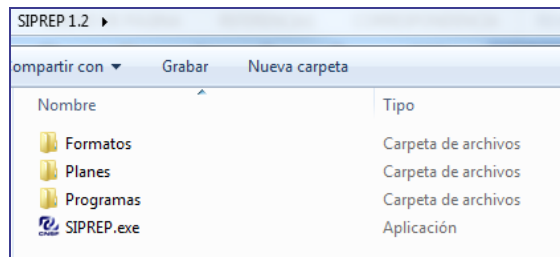 SIPREP 1.2
ompartir con Grabar Nueva carpeta
Nombre Tipo
Formatos Carpeta de archivos
Planes Carpeta de archivos
Programas Carpeta de archivos
SIPREP.exe Aplicación